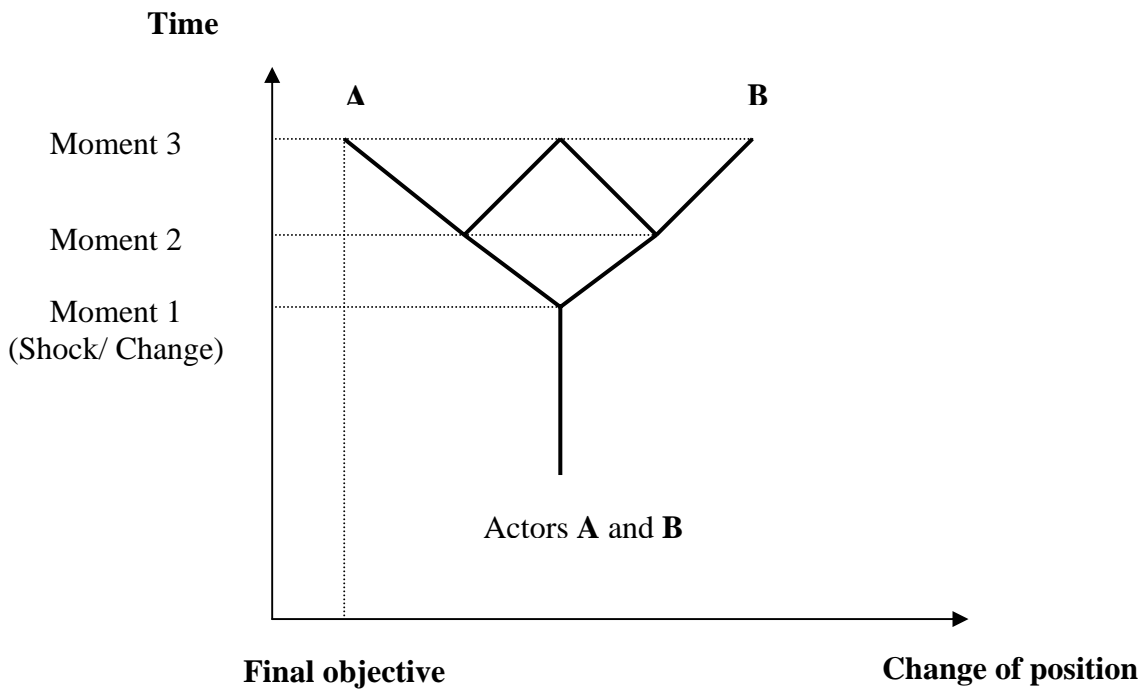 Time
A B
Moment 3
Moment 2
Moment 1
(Shock/ Change)
Actors A and B
Final objective
Change of position